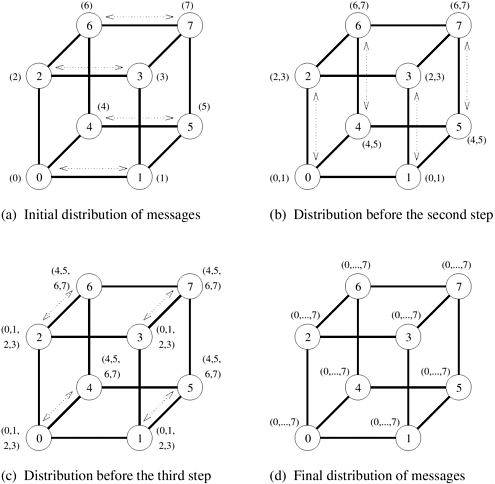 (6) (7)
6 7
(2) 2 3 (3)
(4) (5)
4 5
(0) 0 1 (1)
(a) Initial distribution of messages
(6,7) (6,7)
6 7
(2,3) 2 3 (2,3)
4 5
(4,5) (4,5)
(0,1) 0 1 (0,1)
(b) Distribution before the second step
(4,5, (4,5,
6,7) 6 7 6,7)
(0,1, (0,1,
2,3) 2 3 2,3)
(4,5, (4,5,
6,7) 4 5 6,7)
(0,1, (0,1,
2,3) 0 1 2,3)
(c) Distribution before the third step
(0,...,7) (0,...,7)
6 7
(0,...,7) (0,...,7)
2 3
(0,...,7) (0,...,7)
4 5
(0,...,7) (0,...,7)
0 1
(d) Final distribution of messages